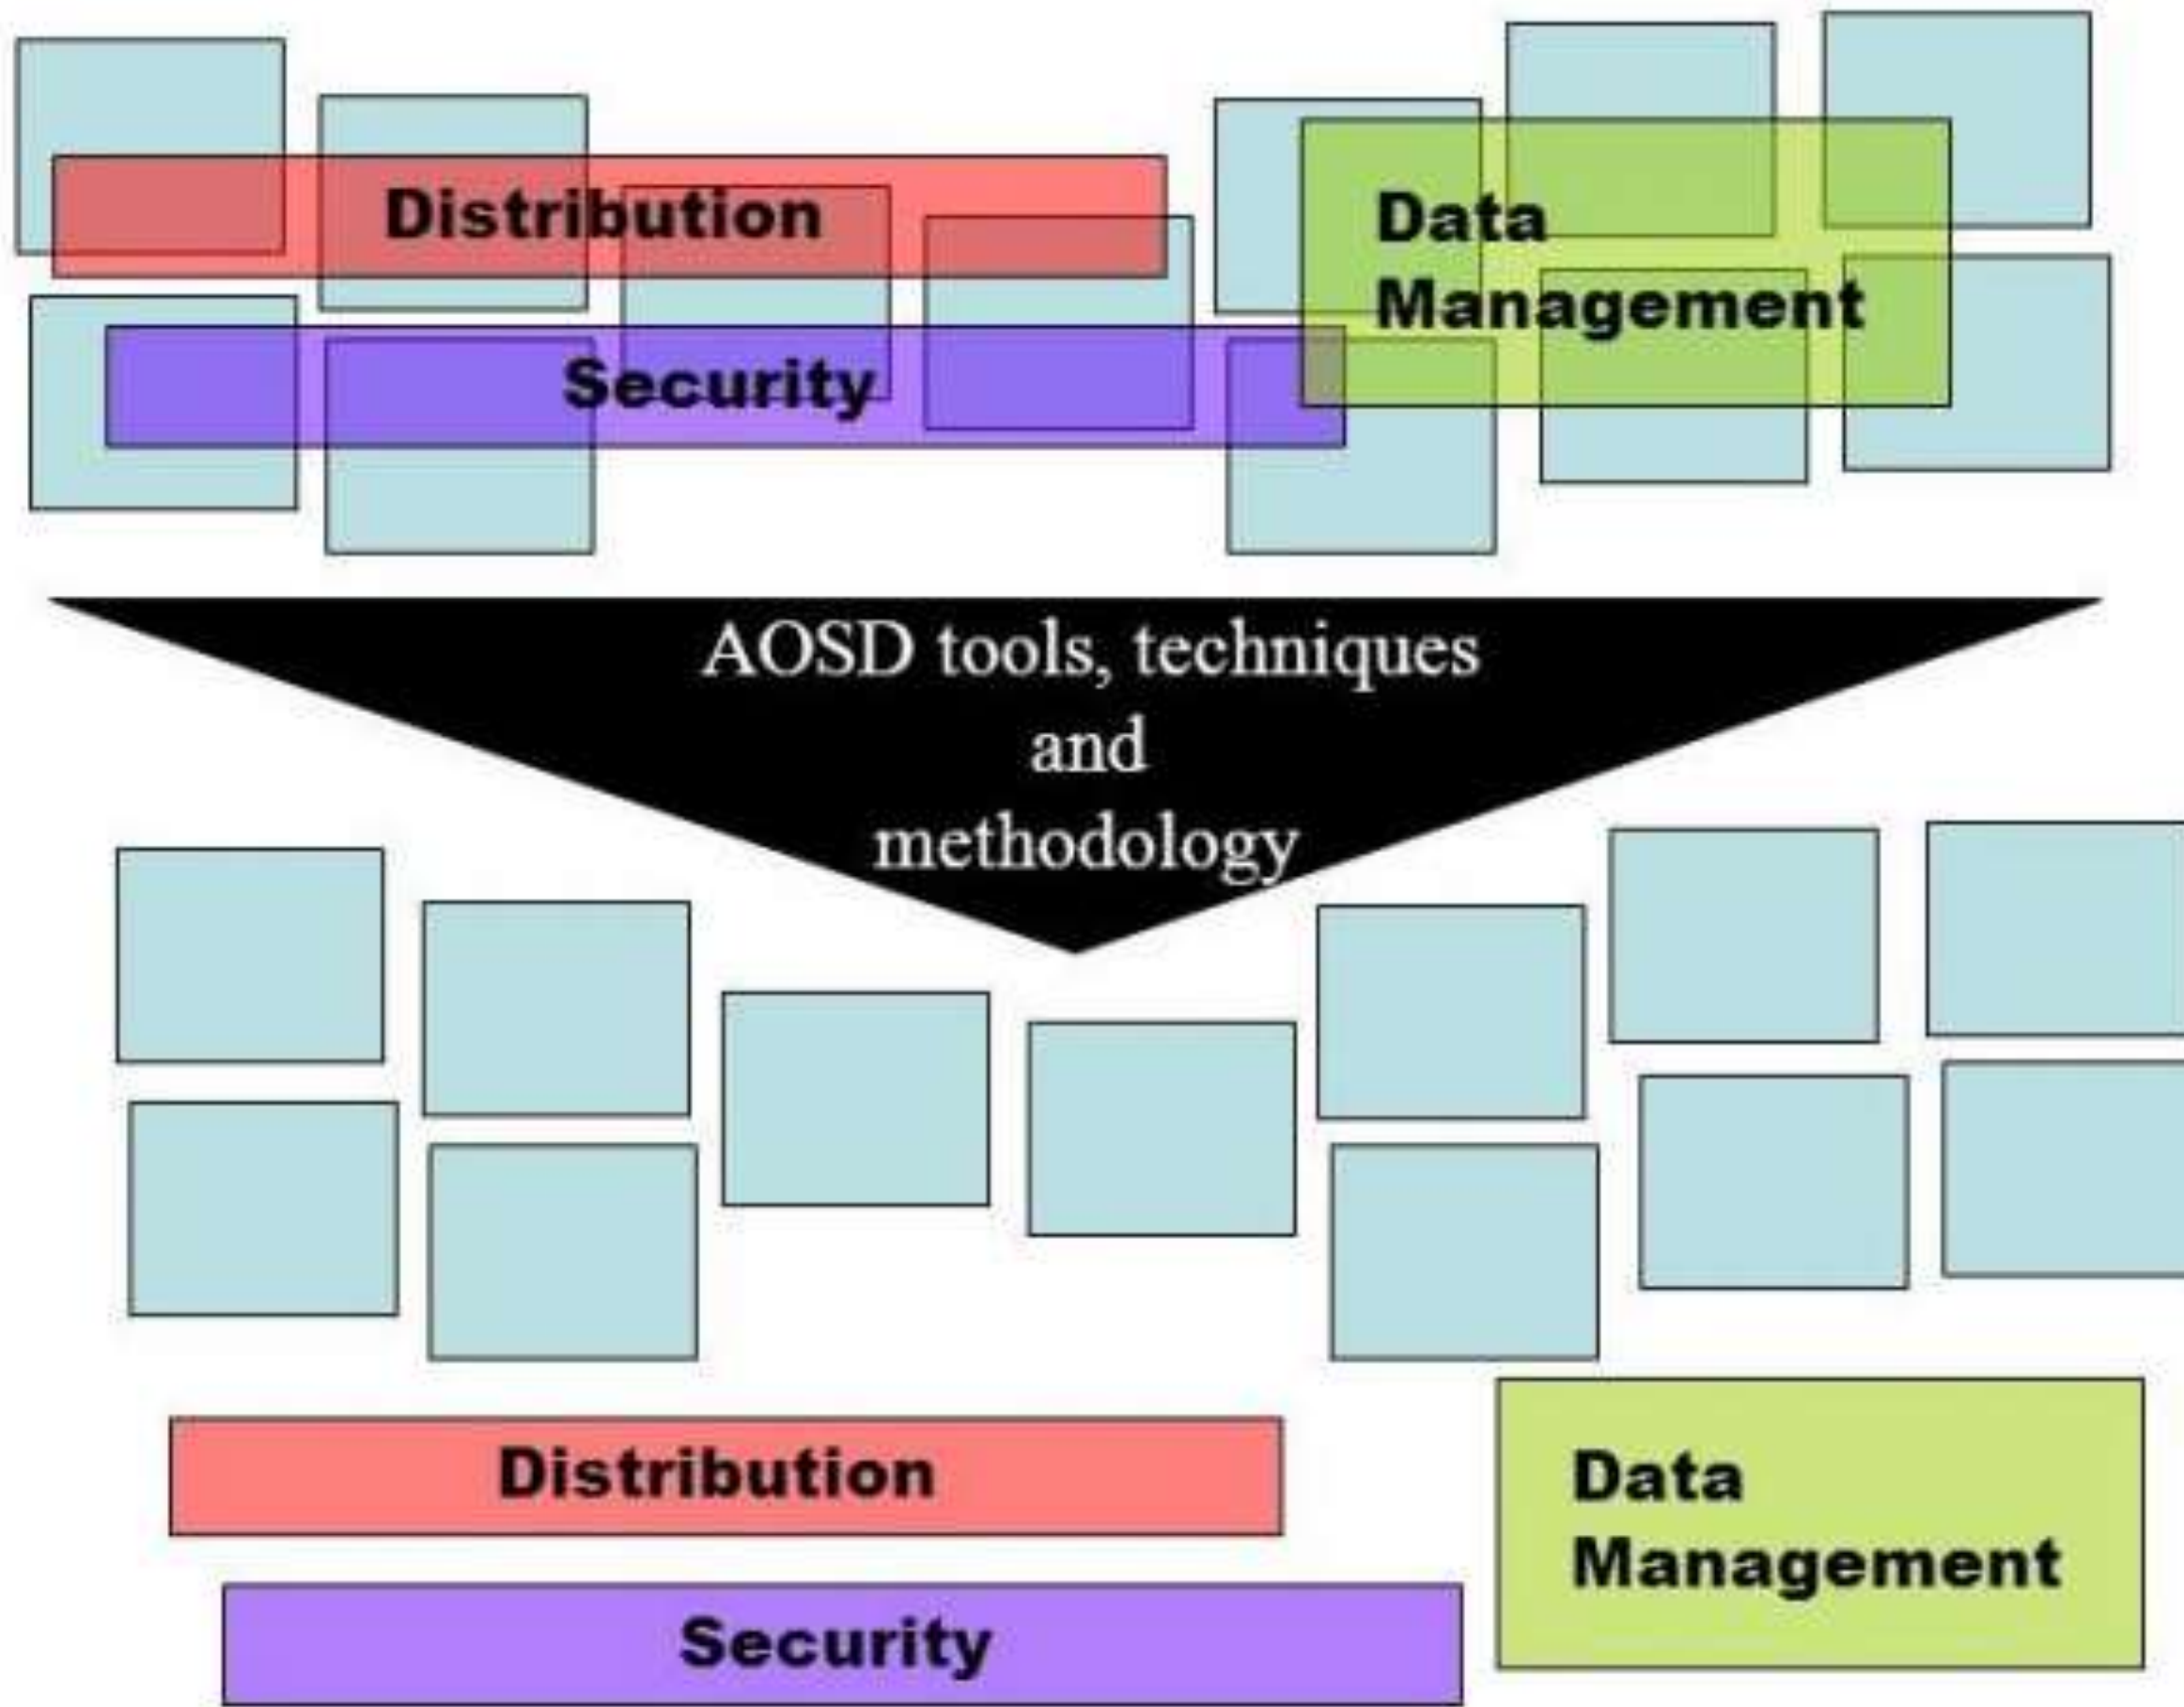 Distribution
Data
Management
Security
AOSD tools, techniques
and
methodology
Distribution
Data
Management
Security